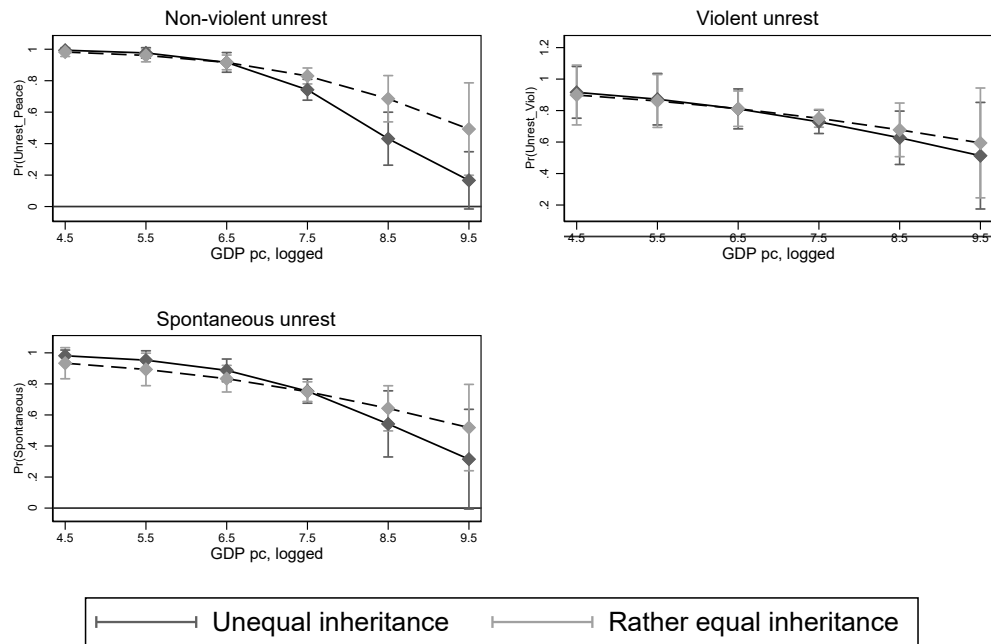 Non-violent unrest
Pr(Unrest_Peace)
1
.8
.6
.4
.2
0
4.5 5.5 6.5 7.5 8.5 9.5
GDP pc, logged
Violent unrest
Pr(Unrest_Viol)
1.2
1
.8
.6
.4
.2
4.5 5.5 6.5 7.5 8.5 9.5
GDP pc, logged
Spontaneous unrest
Pr(Spontaneous)
1
.8
.6
.4
.2
0
4.5 5.5 6.5 7.5 8.5 9.5
GDP pc, logged
Unequal inheritance Rather equal inheritance